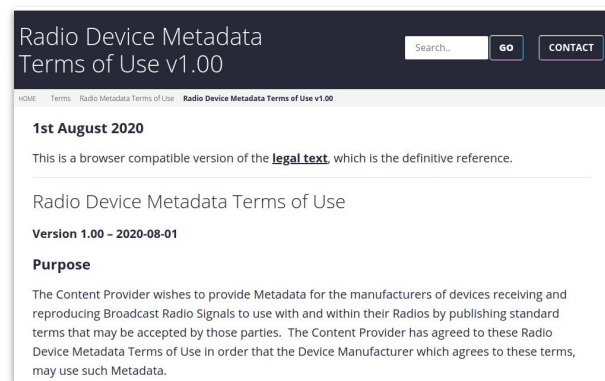 Radio Device Metadata
Terms of Use v1.00
Search..
GO
CONTACT
HOME Terms Radio Metadata Terms of Use Radio Device Metadata Terms of Use v1.00
1st August 2020
This is a browser compatible version of the legal text, which is the definitive reference.
Radio Device Metadata Terms of Use
Version 1.00 – 2020-08-01
Purpose
The Content Provider wishes to provide Metadata for the manufacturers of devices receiving and
reproducing Broadcast Radio Signals to use with and within their Radios by publishing standard
terms that may be accepted by those parties. The Content Provider has agreed to these Radio
Device Metadata Terms of Use in order that the Device Manufacturer which agrees to these terms,
may use such Metadata.